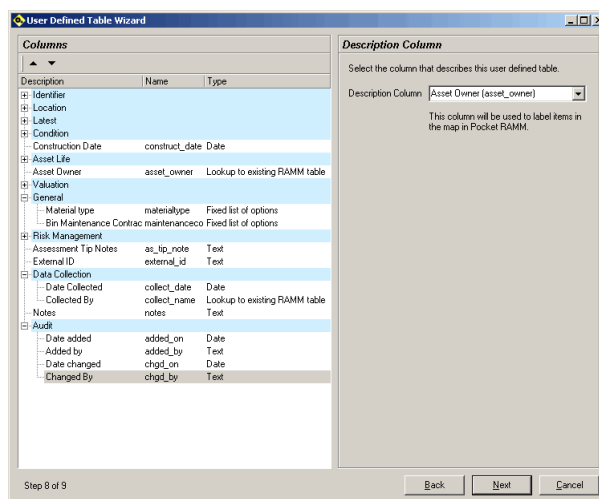 User Defined Table Wizard
Columns
Description Name Type
Identifier
Location
Latest
Condition
Construction Date construct_date Date
Asset Life
Asset Owner asset_owner Lookup to existing RAMM table
Valuation
General
Material type materialtype Fixed list of options
Bin Maintenance Contrac maintenanceco Fixed list of options
Risk Management
Assessment Tip Notes as_tip_note Text
External ID external_id Text
Data Collection
Date Collected collect_date Date
Collected By collect_name Lookup to existing RAMM table
Notes notes Text
Audit
Date added added_on Date
Added by added_by Text
Date changed chgd_on Date
Changed By chgd_by Text
Description Column
Select the column that describes this user defined table.
Description Column Asset Owner (asset_owner)
This column will be used to label items in
the map in Pocket RAMM.
Step 8 of 9
Back Next Cancel